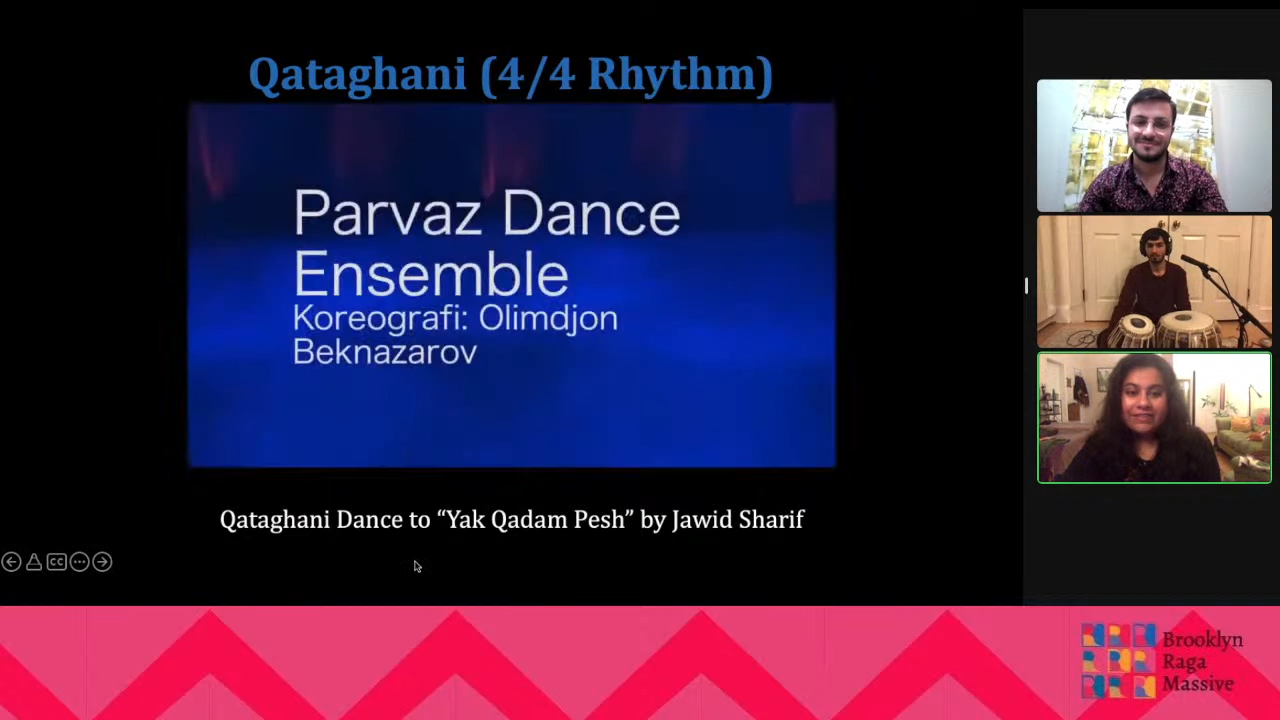 Qataghani (4/4 Rhythm)
Parvaz Dance
Ensemble
Koreografi: Olimdjon
Beknazarov
Qataghani Dance to “Yak Qadam Pesh” by Jawid Sharif
CC
Brooklyn
Raga
Massive